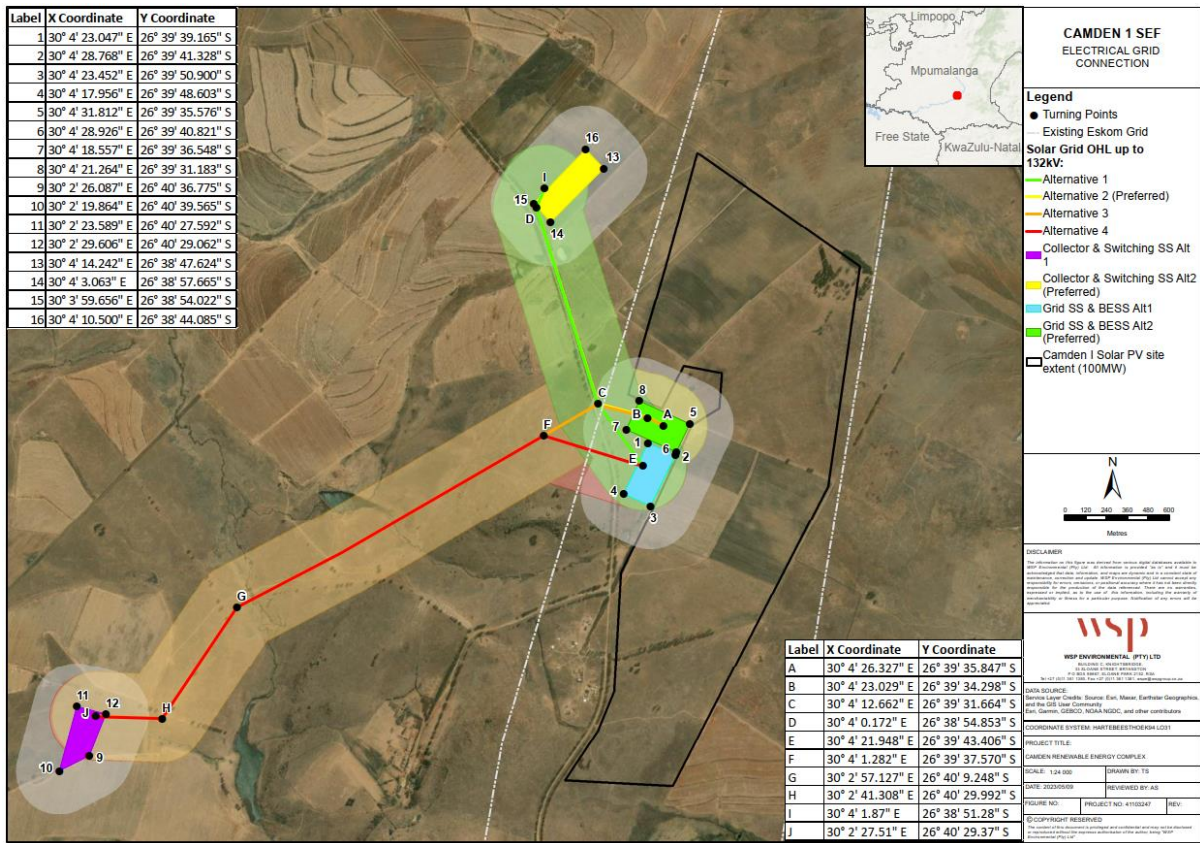 Label X Coordinate Y Coordinate
1 30° 4' 23.047" E 26° 39' 39.165" S
2 30° 4' 28.768" E 26° 39' 41.328" S
3 30° 4' 23.452" E 26° 39' 50.900" S
4 30° 4' 17.956" E 26° 39' 48.603" S
5 30° 4' 31.812" E 26° 39' 35.576" S
6 30° 4' 28.926" E 26° 39' 40.821" S
7 30° 4' 18.557" E 26° 39' 36.548" S
8 30° 4' 21.264" E 26° 39' 31.183" S
9 30° 2' 26.087" E 26° 40' 36.775" S
10 30° 2' 19.864" E 26° 40' 39.565" S
11 30° 2' 23.589" E 26° 40' 27.592" S
12 30° 2' 29.606" E 26° 40' 29.062" S
13 30° 4' 14.242" E 26° 38' 47.624" S
14 30° 4' 3.063" E 26° 38' 57.665" S
15 30° 3' 59.656" E 26° 38' 54.022" S
16 30° 4' 10.500" E 26° 38' 44.085" S
Limpopo
Mpumalanga
Free State
KwaZulu-Natal
16
13
I
15
D
14
C
8
B
A
5
7
F
1
6
2
E
4
3
G
11
J
12
H
9
10
Label X Coordinate Y Coordinate
A 30° 4' 26.327" E 26° 39' 35.847" S
B 30° 4' 23.029" E 26° 39' 34.298" S
C 30° 4' 12.662" E 26° 39' 31.664" S
D 30° 4' 0.172" E 26° 38' 54.853" S
E 30° 4' 21.948" E 26° 39' 43.406" S
F 30° 4' 1.282" E 26° 39' 37.570" S
G 30° 2' 57.127" E 26° 40' 9.248" S
H 30° 2' 41.308" E 26° 40' 29.992" S
I 30° 4' 1.87" E 26° 38' 51.28" S
J 30° 2' 27.51" E 26° 40' 29.37" S
CAMDEN 1 SEF
ELECTRICAL GRID
CONNECTION
Legend
Turning Points
Existing Eskom Grid
Solar Grid OHL up to
132kV:
Alternative 1
Alternative 2 (Preferred)
Alternative 3
Alternative 4
Collector & Switching SS Alt
1
Collector & Switching SS Alt2
(Preferred)
Grid SS & BESS Alt1
Grid SS & BESS Alt2
(Preferred)
Camden I Solar PV site
extent (100MW)
N
0 120 240 360 480 600
Metres
DISCLAIMER
WSP
WSP ENVIRONMENTAL (PTY) LTD
DATA SOURCE:
Service Layer Credits: Source: Esri, Maxar, Earthstar Geographics,
and the GIS User Community
Esri, Garmin, GEBCO, NOAA NGDC, and other contributors
COORDINATE SYSTEM: HARTEBEESTHOEK94 LO31
PROJECT TITLE:
CAMDEN RENEWABLE ENERGY COMPLEX
SCALE: 1:24 000
DRAWN BY: TS
DATE: 2023/05/09
REVIEWED BY: AS
FIGURE NO:
PROJECT NO: 41103247
REV:
© COPYRIGHT RESERVED